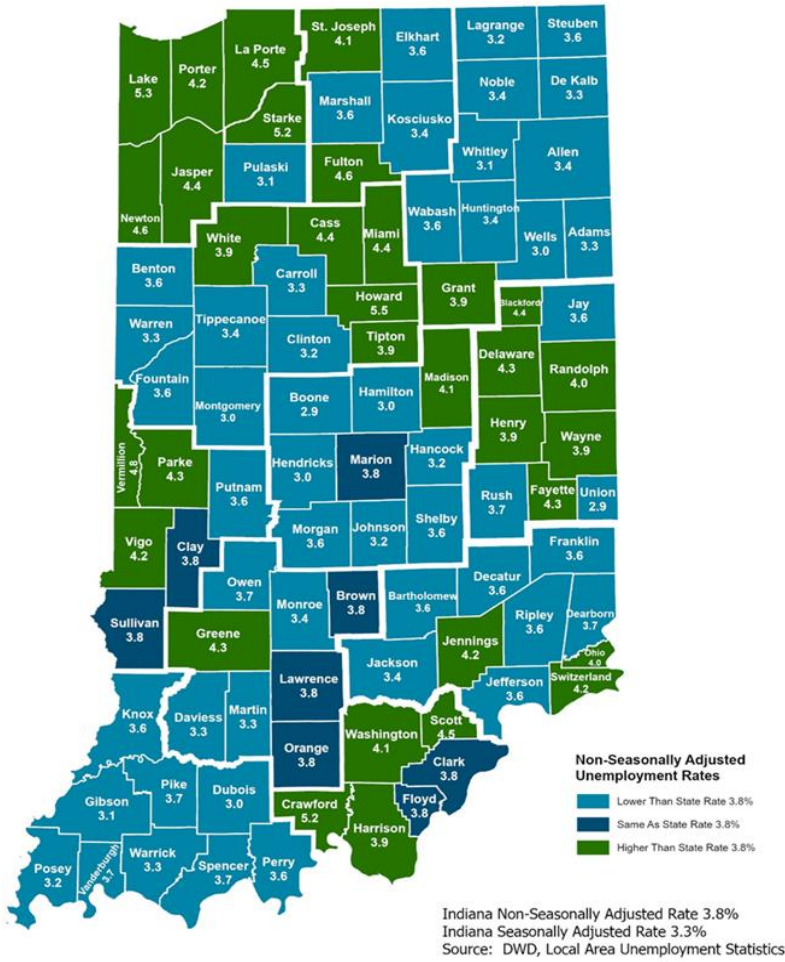 St. Joseph
4.1
Elkhart
3.6
Lagrange
3.2
Steuben
3.6
Lake
5.3
Porter
4.2
La Porte
4.5
Noble
3.4
De Kalb
3.3
Marshall
3.6
Kosciusko
3.4
Starke
5.2
Whitley
3.1
Allen
3.4
Jasper
4.4
Pulaski
3.1
Fulton
4.6
Newton
4.6
Wabash
3.6
Huntington
3.4
Wells
3.0
Adams
3.3
White
3.9
Cass
4.4
Miami
4.4
Benton
3.6
Carroll
3.3
Grant
3.9
Howard
5.5
Blackford
4.4
Jay
3.6
Warren
3.3
Tippecanoe
3.4
Clinton
3.2
Tipton
3.9
Delaware
4.3
Randolph
4.0
Fountain
3.6
Montgomery
3.0
Boone
2.9
Hamilton
3.0
Madison
4.1
Henry
3.9
Wayne
3.9
Vermillion
4.8
Parke
4.3
Putnam
3.6
Hendricks
3.0
Marion
3.8
Hancock
3.2
Rush
3.7
Fayette
4.3
Union
2.9
Vigo
4.2
Clay
3.8
Morgan
3.6
Johnson
3.2
Shelby
3.6
Franklin
3.6
Owen
3.7
Monroe
3.4
Brown
3.8
Bartholomew
3.6
Decatur
3.6
Sullivan
3.8
Greene
4.3
Jennings
4.2
Ripley
3.6
Dearborn
3.7
Ohio
4.0
Lawrence
3.8
Jackson
3.4
Jefferson
3.6
Switzerland
4.2
Knox
3.6
Daviess
3.3
Martin
3.3
Washington
4.1
Scott
4.5
Orange
3.8
Clark
3.8
Gibson
3.1
Pike
3.7
Dubois
3.0
Crawford
5.2
Floyd
3.8
Harrison
3.9
Posey
3.2
Vanderburgh
3.7
Warrick
3.3
Spencer
3.7
Perry
3.6
Non-Seasonally Adjusted
Unemployment Rates
Lower Than State Rate 3.8%
Same As State Rate 3.8%
Higher Than State Rate 3.8%
Indiana Non-Seasonally Adjusted Rate 3.8%
Indiana Seasonally Adjusted Rate 3.3%
Source: DWD, Local Area Unemployment Statistics